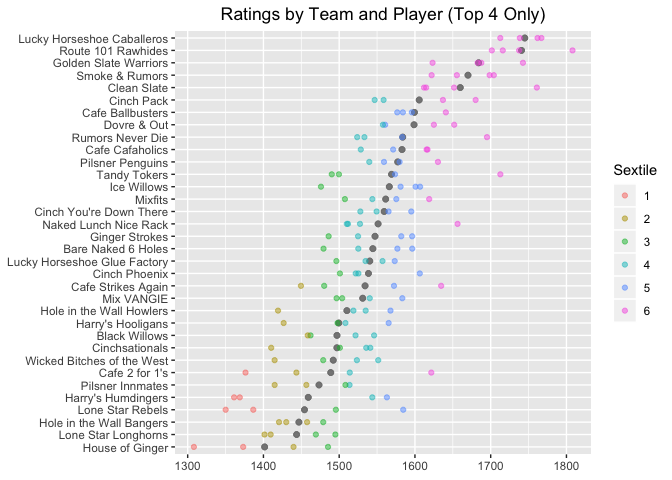 Ratings by Team and Player (Top 4 Only)
Lucky Horseshoe Caballeros
Route 101 Rawhides
Golden Slate Warriors
Smoke & Rumors
Clean Slate
Cinch Pack
Cafe Ballbusters
Dovre & Out
Rumors Never Die
Cafe Cafaholics
Pilsner Penguins
Tandy Tokers
Ice Willows
Mixfits
Cinch You're Down There
Naked Lunch Nice Rack
Ginger Strokes
Bare Naked 6 Holes
Lucky Horseshoe Glue Factory
Cinch Phoenix
Cafe Strikes Again
Mix VANGIE
Hole in the Wall Howlers
Harry's Hooligans
Black Willows
Cinchsationals
Wicked Bitches of the West
Cafe 2 for 1's
Pilsner Innmates
Harry's Humdingers
Lone Star Rebels
Hole in the Wall Bangers
Lone Star Longhorns
House of Ginger
1300 1400 1500 1600 1700 1800
Sextile
1
2
3
4
5
6